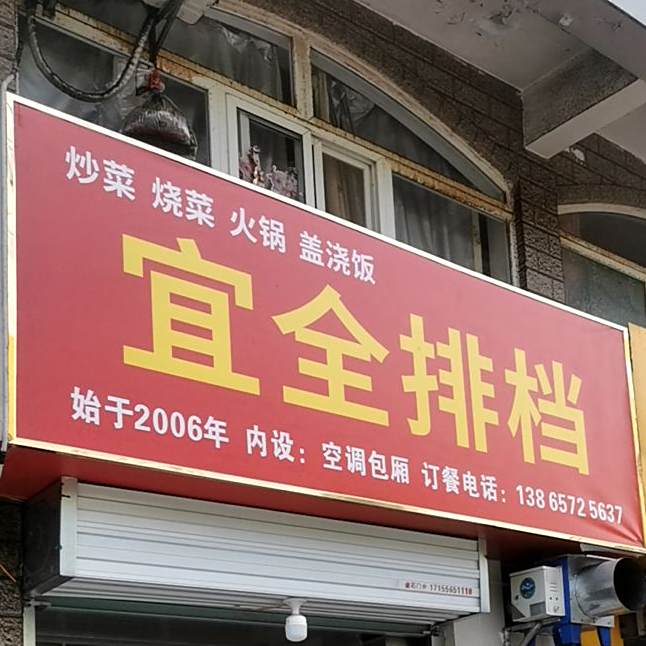 炒菜 烧菜 火锅 盖浇饭
宜全排档
始于2006年 内设：空调包厢 订餐电话：138 6572 5637